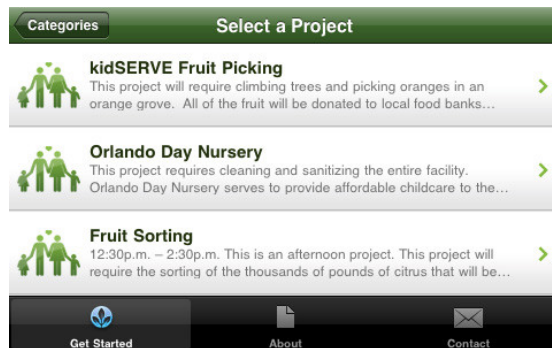 Categories
Select a Project
kidSERVE Fruit Picking
This project will require climbing trees and picking oranges in an
orange grove.  All of the fruit will be donated to local food banks...
Orlando Day Nursery
This project requires cleaning and sanitizing the entire facility.
Orlando Day Nursery serves to provide affordable childcare to the...
Fruit Sorting
12:30p.m. – 2:30p.m. This is an afternoon project. This project will
require the sorting of the thousands of pounds of citrus that will be...
Get Started
About
Contact